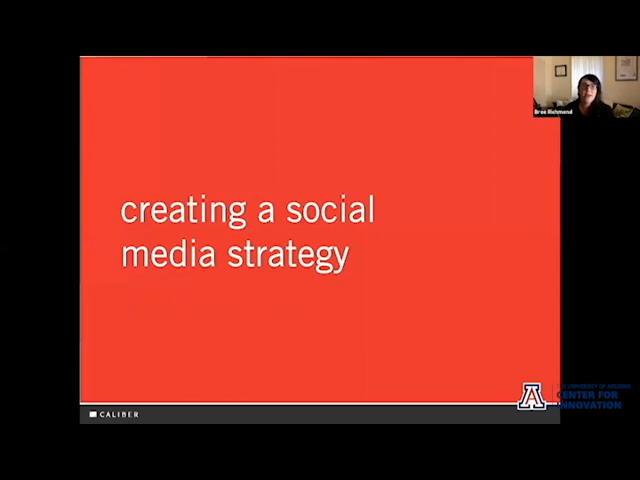 Bree Richmond
creating a social
media strategy
CALIBER
A
THE UNIVERSITY OF ARIZONA
CENTER FOR
INNOVATION